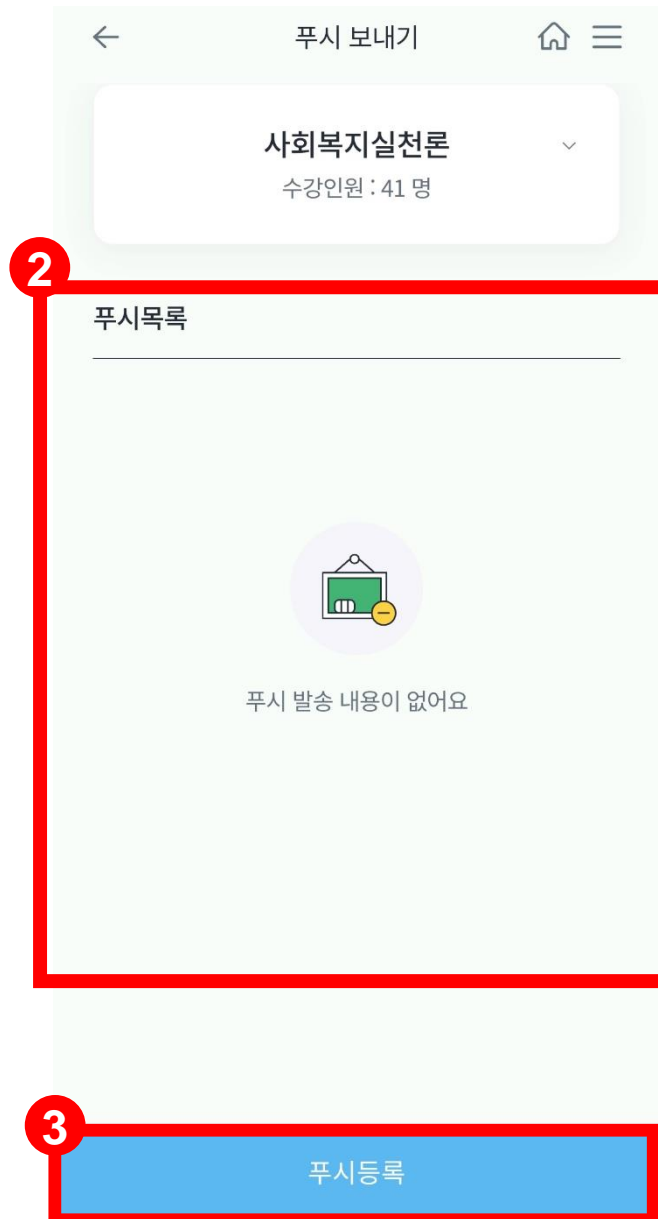 푸시 보내기
사회복지실천론
수강인원 : 41 명
2
푸시목록
푸시 발송 내용이 없어요
3
푸시등록